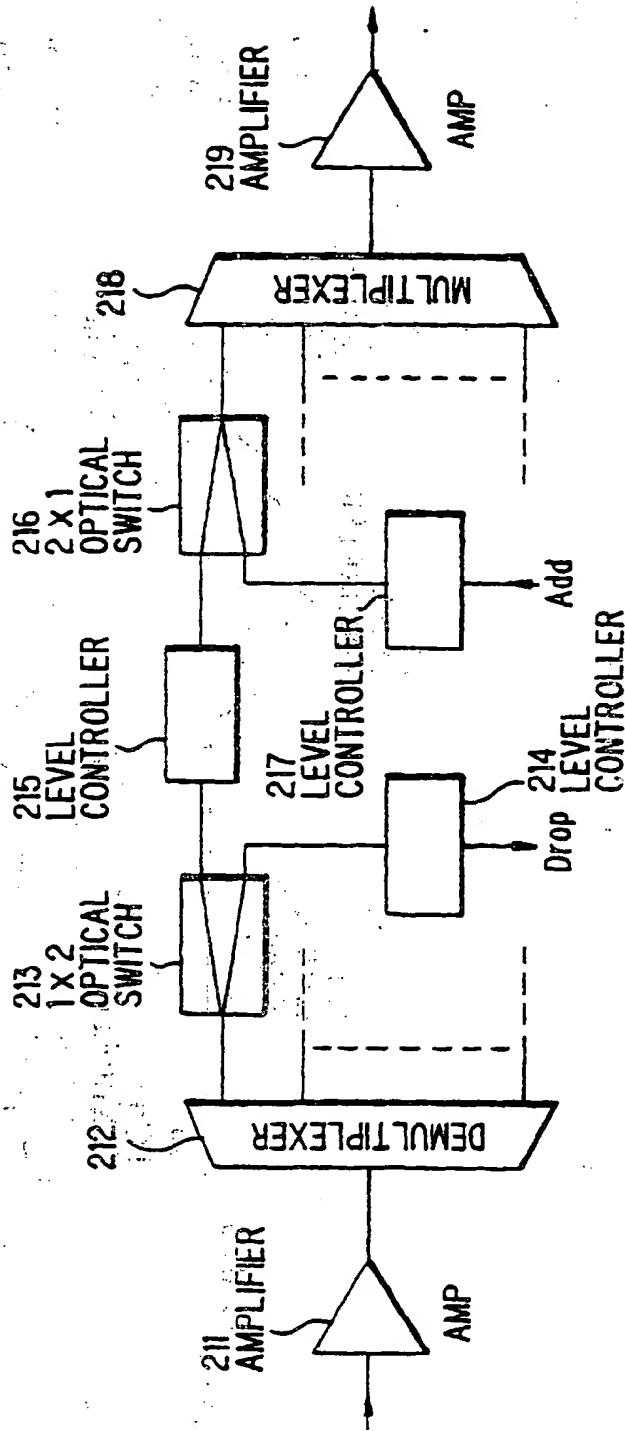 211
AMPLIFIER
AMP
212
DEMULTIPLEXER
213
1 X 2
OPTICAL
SWITCH
Drop
214
LEVEL
CONTROLLER
215
LEVEL
CONTROLLER
217
LEVEL
CONTROLLER
Add
216
2 X 1
OPTICAL
SWITCH
218
MULTIPLEXER
219
AMPLIFIER
AMP